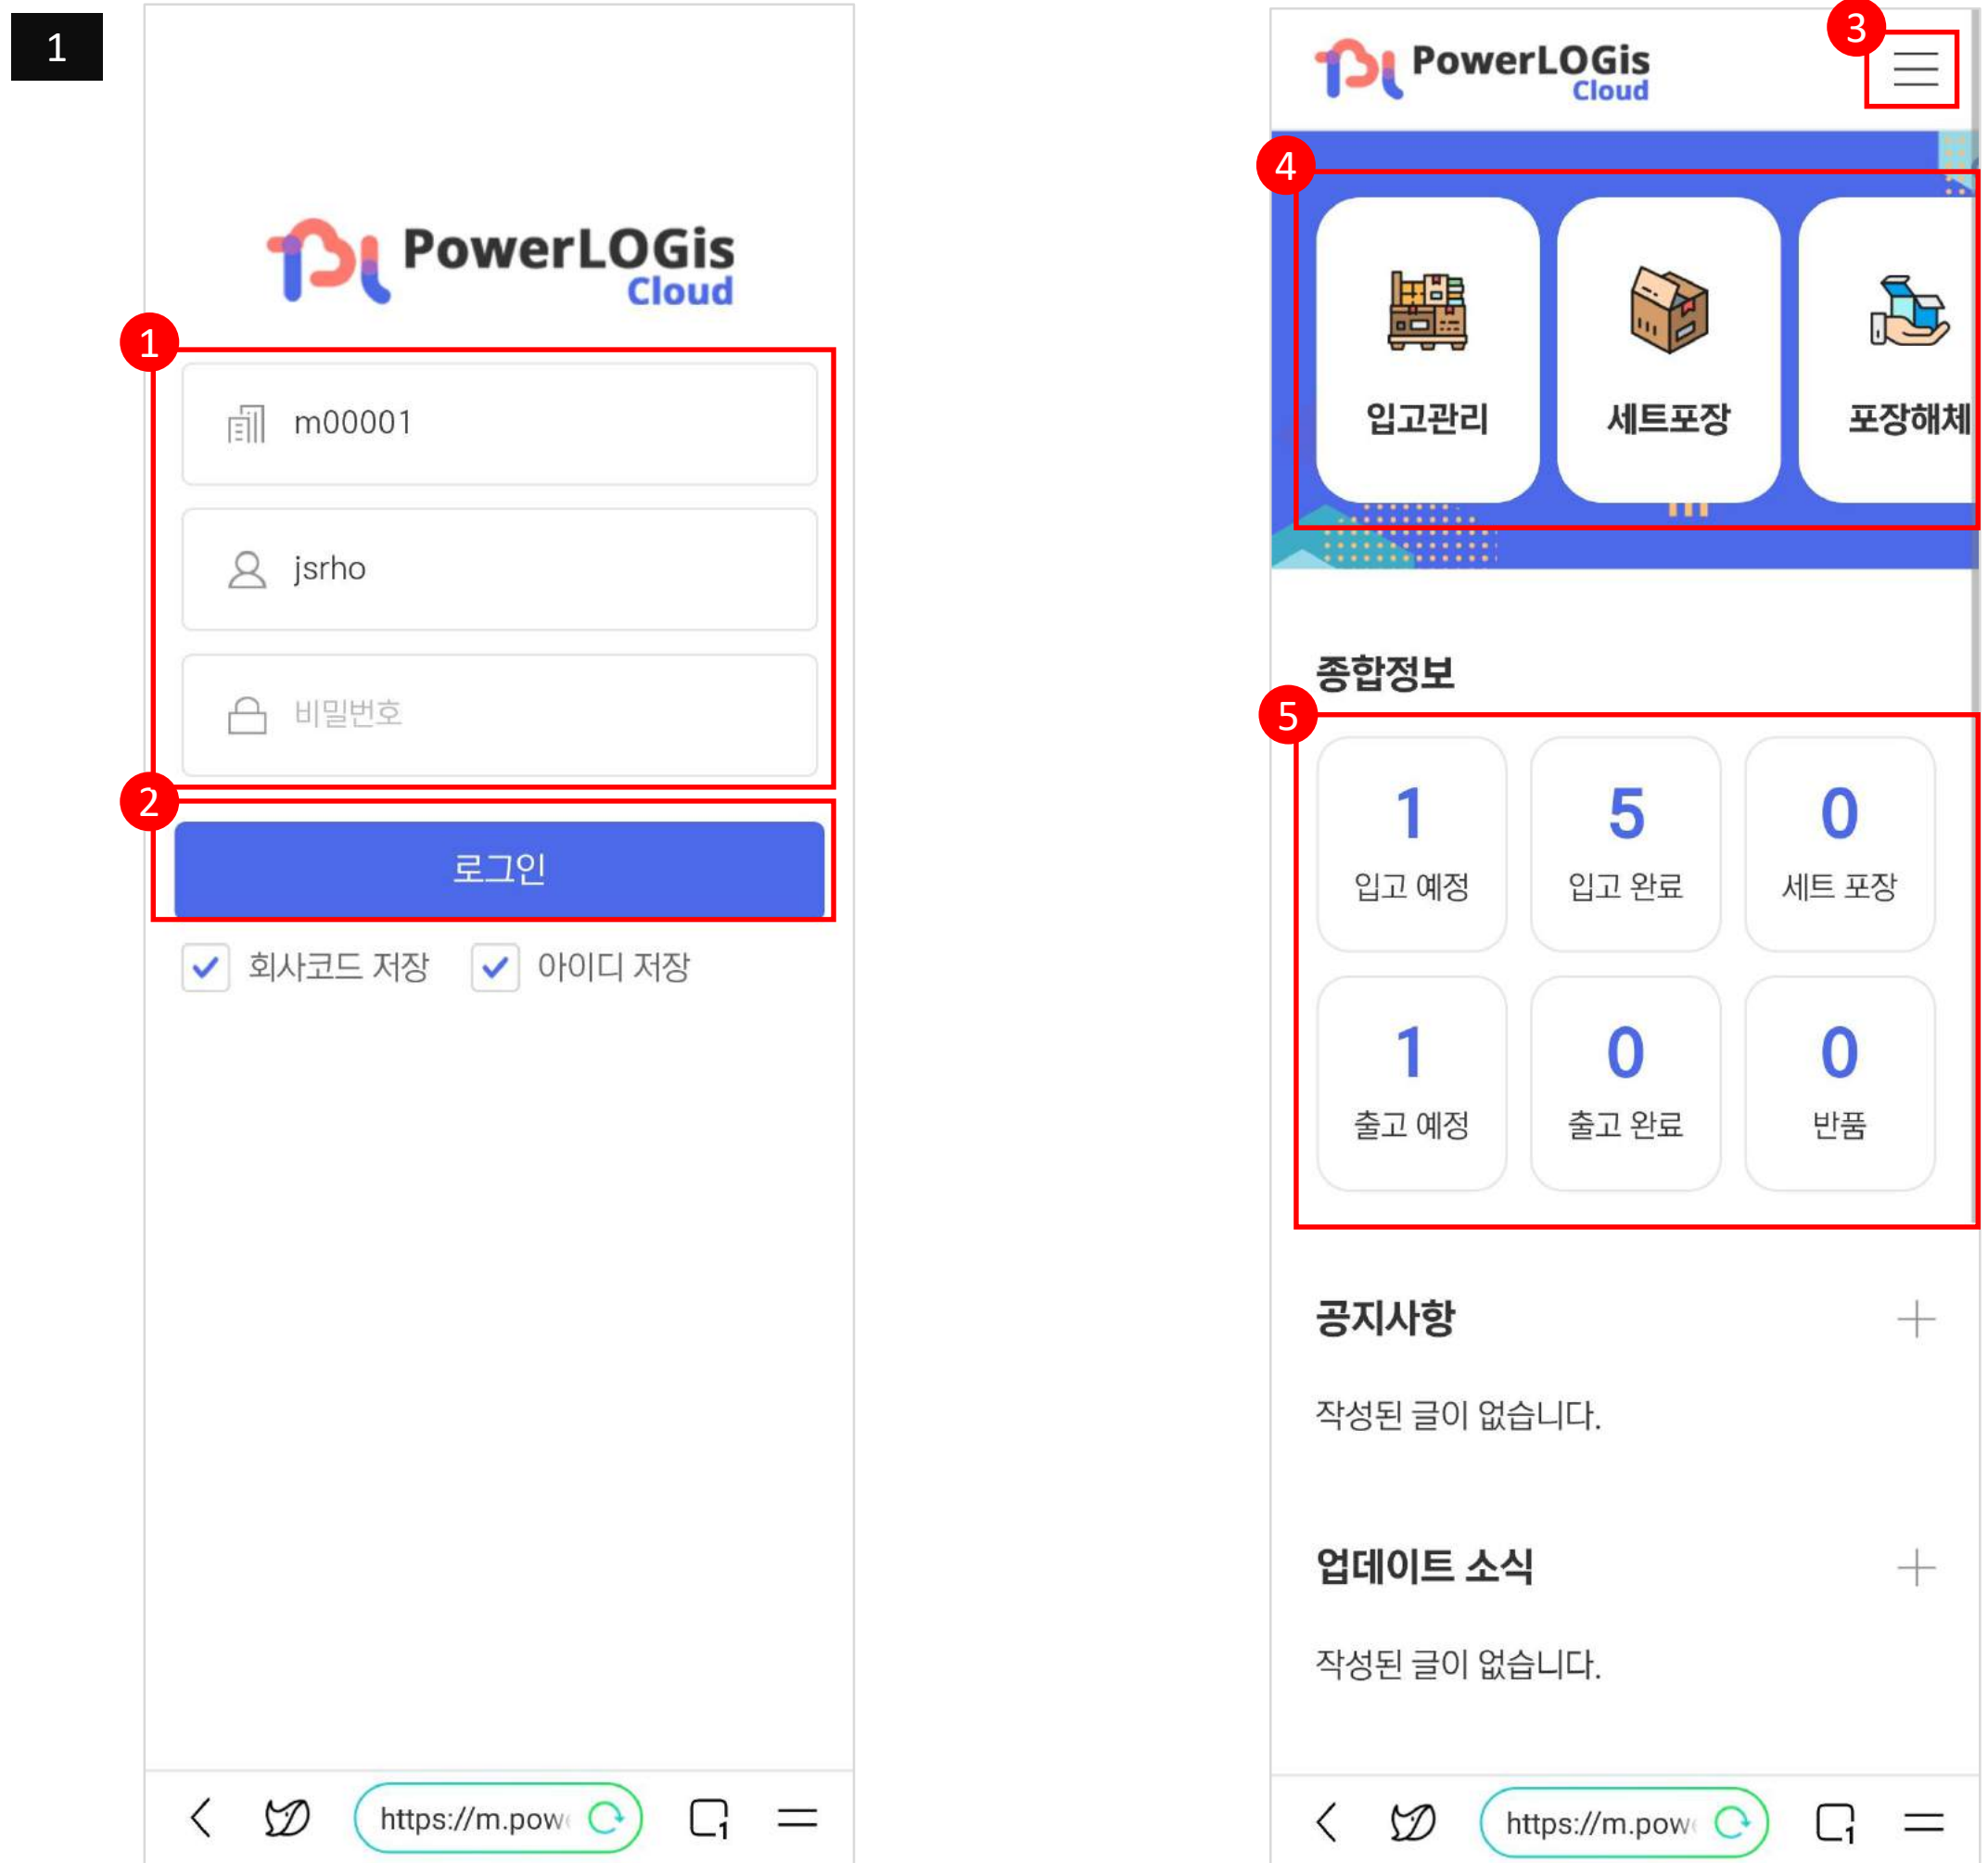 1
PowerLOGis
Cloud
1
m00001
jsrho
비밀번호
2
로그인
회사코드 저장
아이디 저장
https://m.pow
1
3
PowerLOGis
Cloud
4
입고관리
세트포장
포장해체
종합정보
5
1
5
0
입고 예정
입고 완료
세트 포장
1
0
0
출고 예정
출고 완료
반품
공지사항
작성된 글이 없습니다.
업데이트 소식
작성된 글이 없습니다.
https://m.pow
1